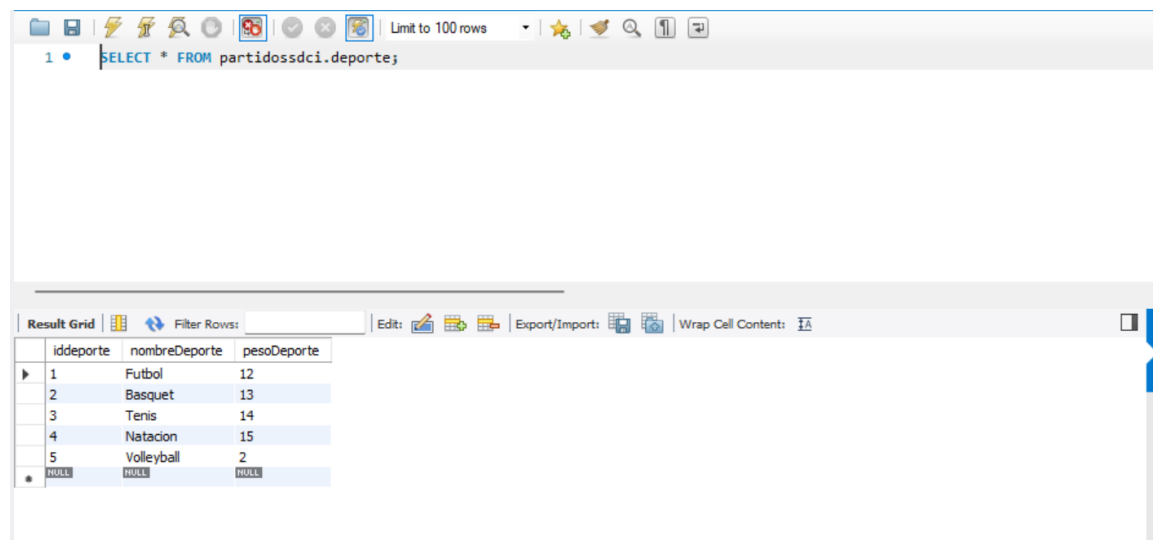 Limit to 100 rows
1 SELECT * FROM partidossdci.deporte;
Result Grid Filter Rows: Edit: Export/Import: Wrap Cell Content: IA
iddeporte nombreDeporte pesoDeporte
1 Futbol 12
2 Basquet 13
3 Tenis 14
4 Natacion 15
5 Volleyball 2
NULL NULL NULL